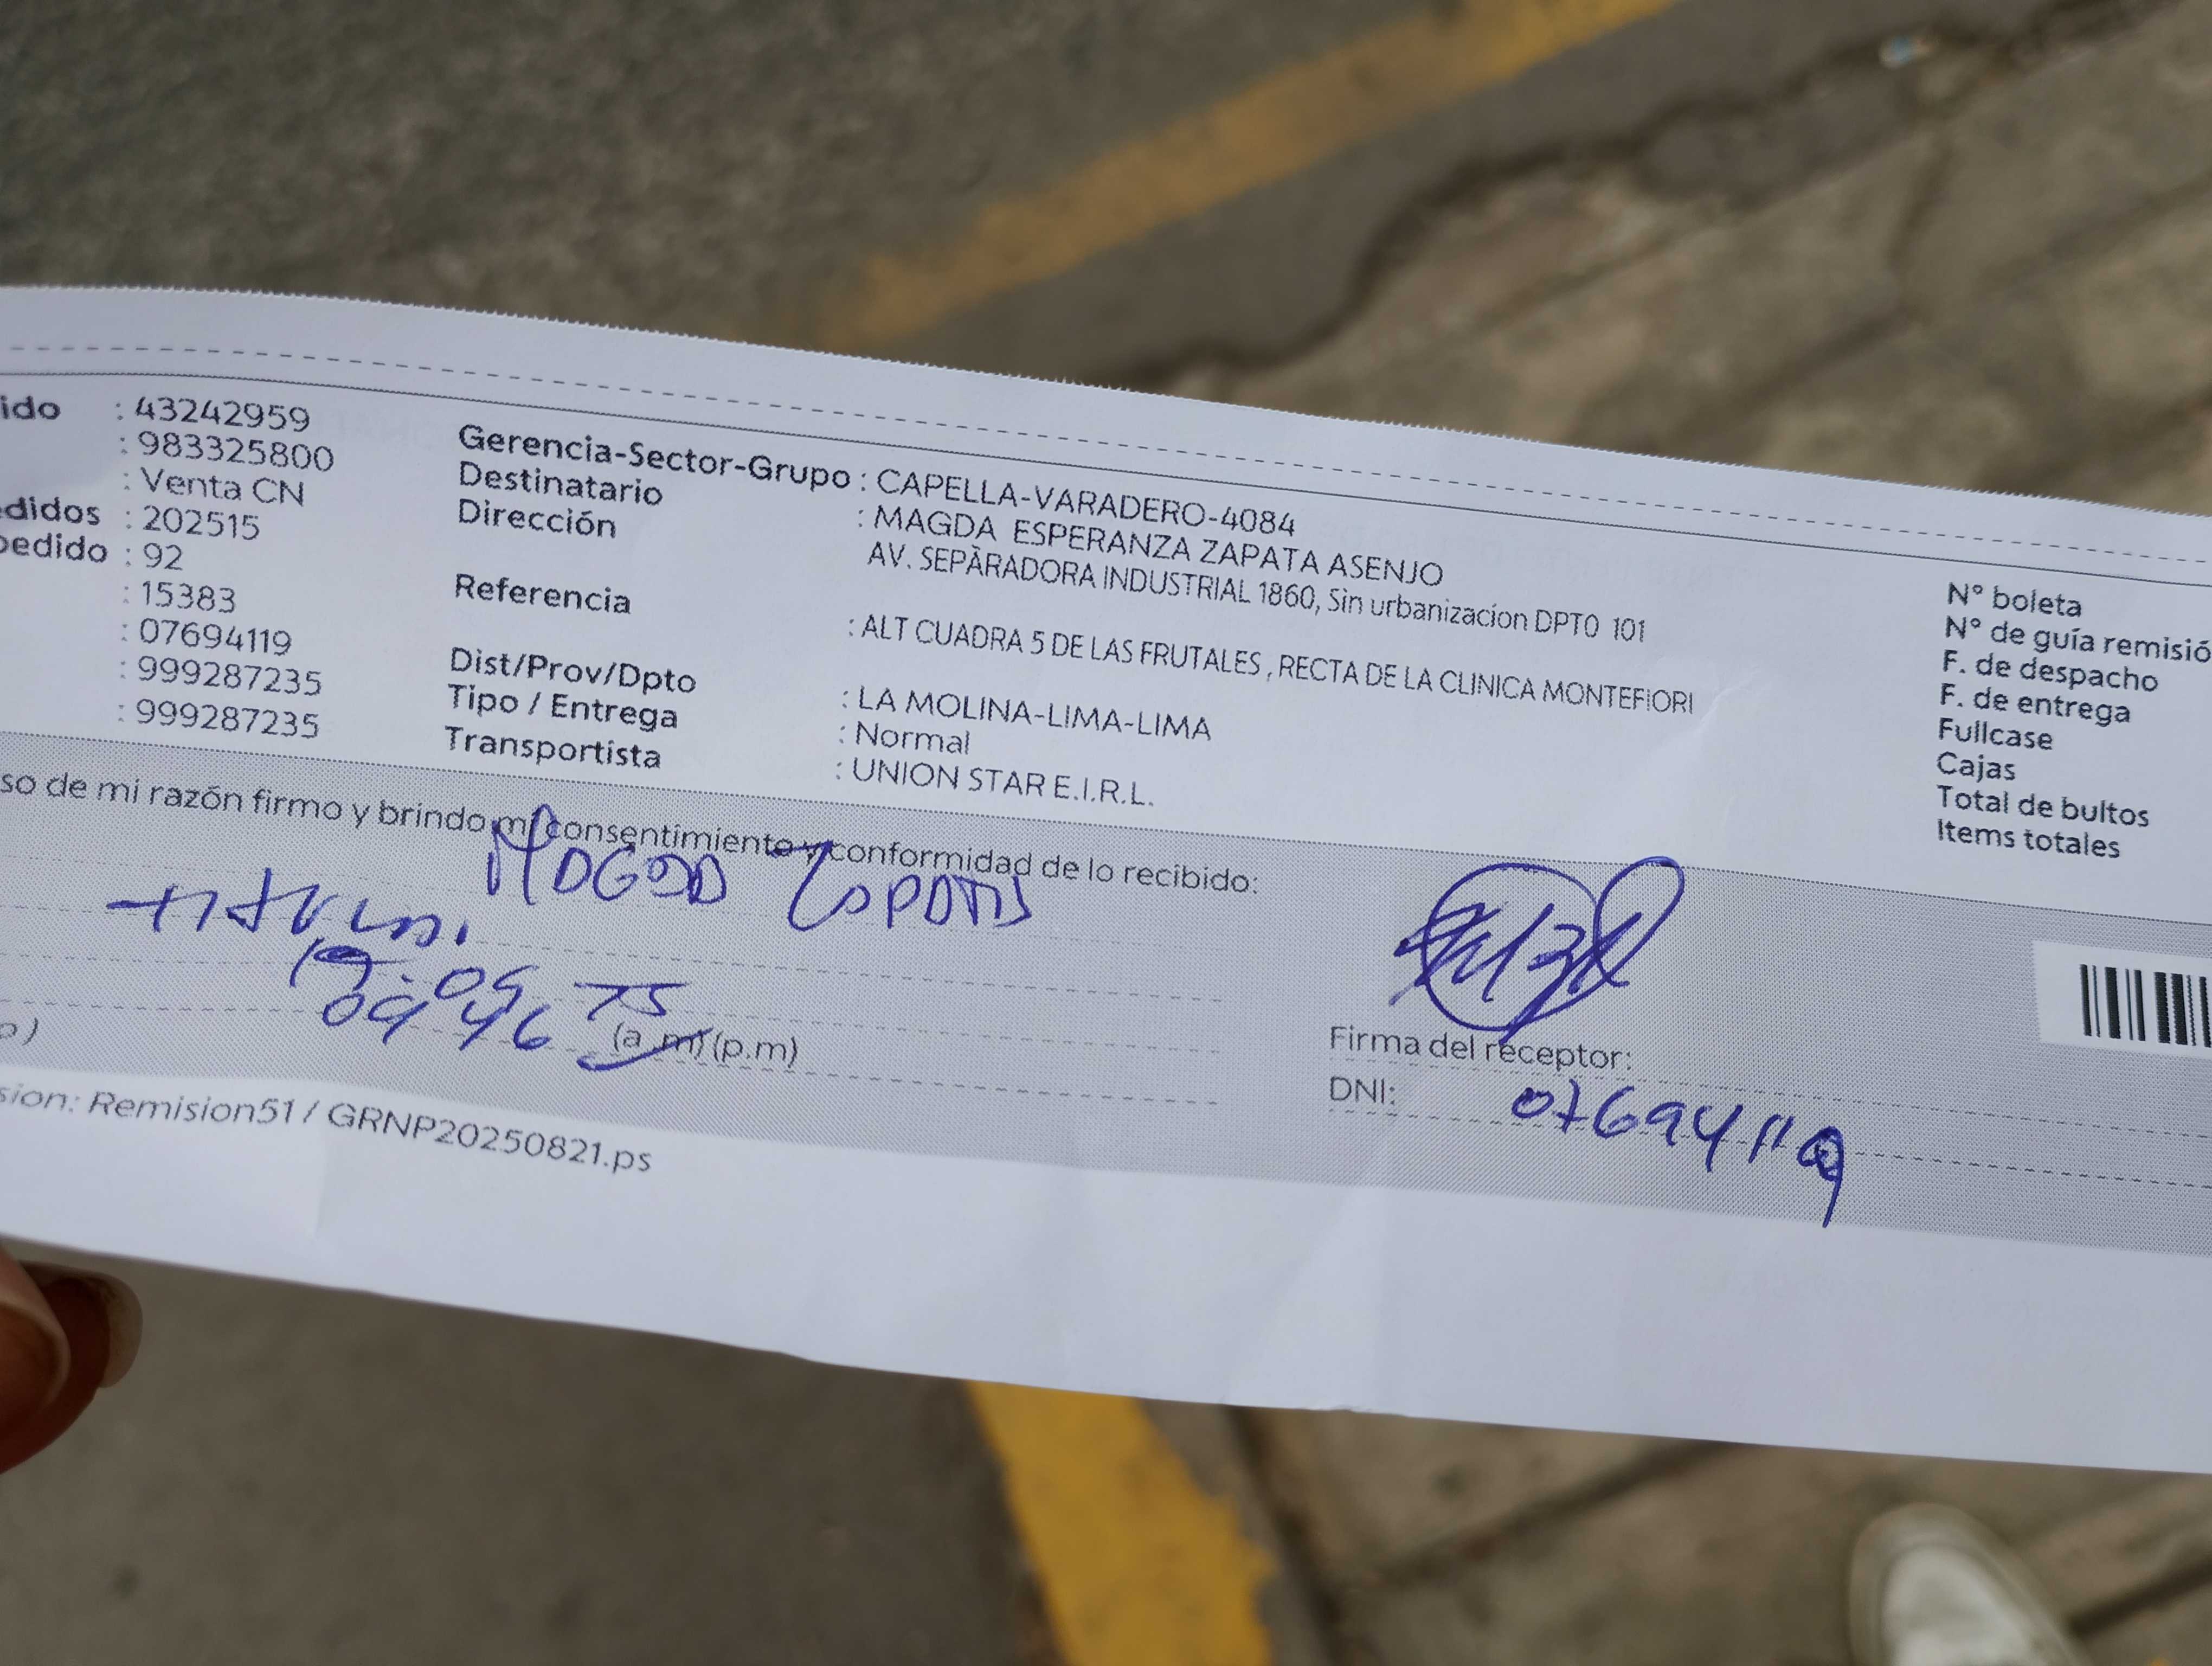 ido : 43242959
: 983325800
: Venta CN
didos : 202515
pedido : 92
: 15383
: 07694119
: 999287235
: 999287235
Gerencia-Sector-Grupo : CAPELLA-VARADERO-4084
Destinatario : MAGDA ESPERANZA ZAPATA ASENJO
Dirección AV. SEPÀRADORA INDUSTRIAL 1860, Sin urbanizacion DPTO 101
Referencia : ALT CUADRA 5 DE LAS FRUTALES , RECTA DE LA CLINICA MONTEFIORI
Dist/Prov/Dpto : LA MOLINA-LIMA-LIMA
Tipo / Entrega : Normal
Transportista : UNION STAR E.I.R.L.
N° boleta
N° de guía remisió
F. de despacho
F. de entrega
Fullcase
Cajas
Total de bultos
Items totales
so de mi razón firmo y brindo mi consentimiento y conformidad de lo recibido:
MAGDA ZAPATA
09 46 (a.m) (p.m)
Firma del receptor:
DNI: 07694119
sion: Remision51 / GRNP20250821.ps